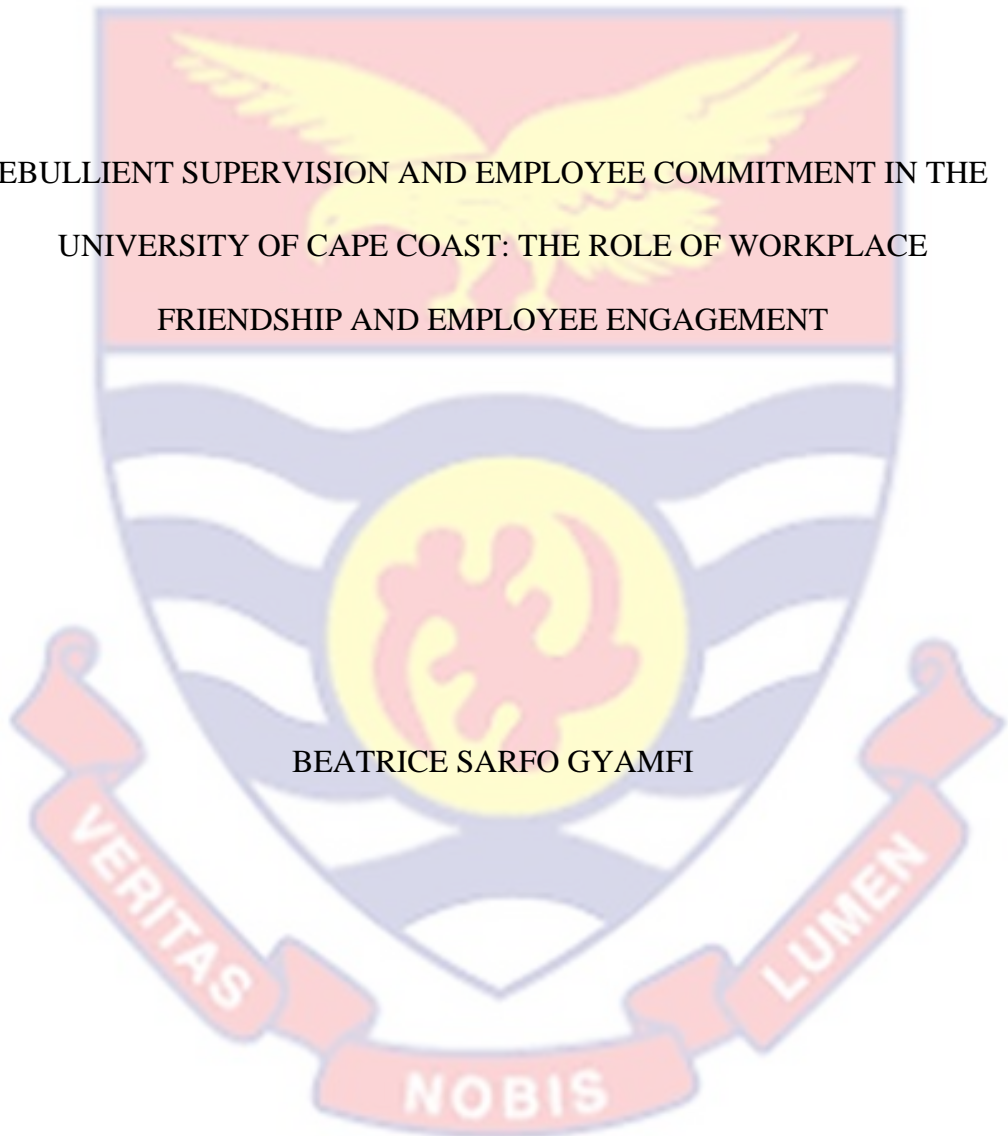 EBULLIENT SUPERVISION AND EMPLOYEE COMMITMENT IN THE
UNIVERSITY OF CAPE COAST: THE ROLE OF WORKPLACE
FRIENDSHIP AND EMPLOYEE ENGAGEMENT
BEATRICE SARFO GYAMFI
VERITAS
NOBIS
LUMEN